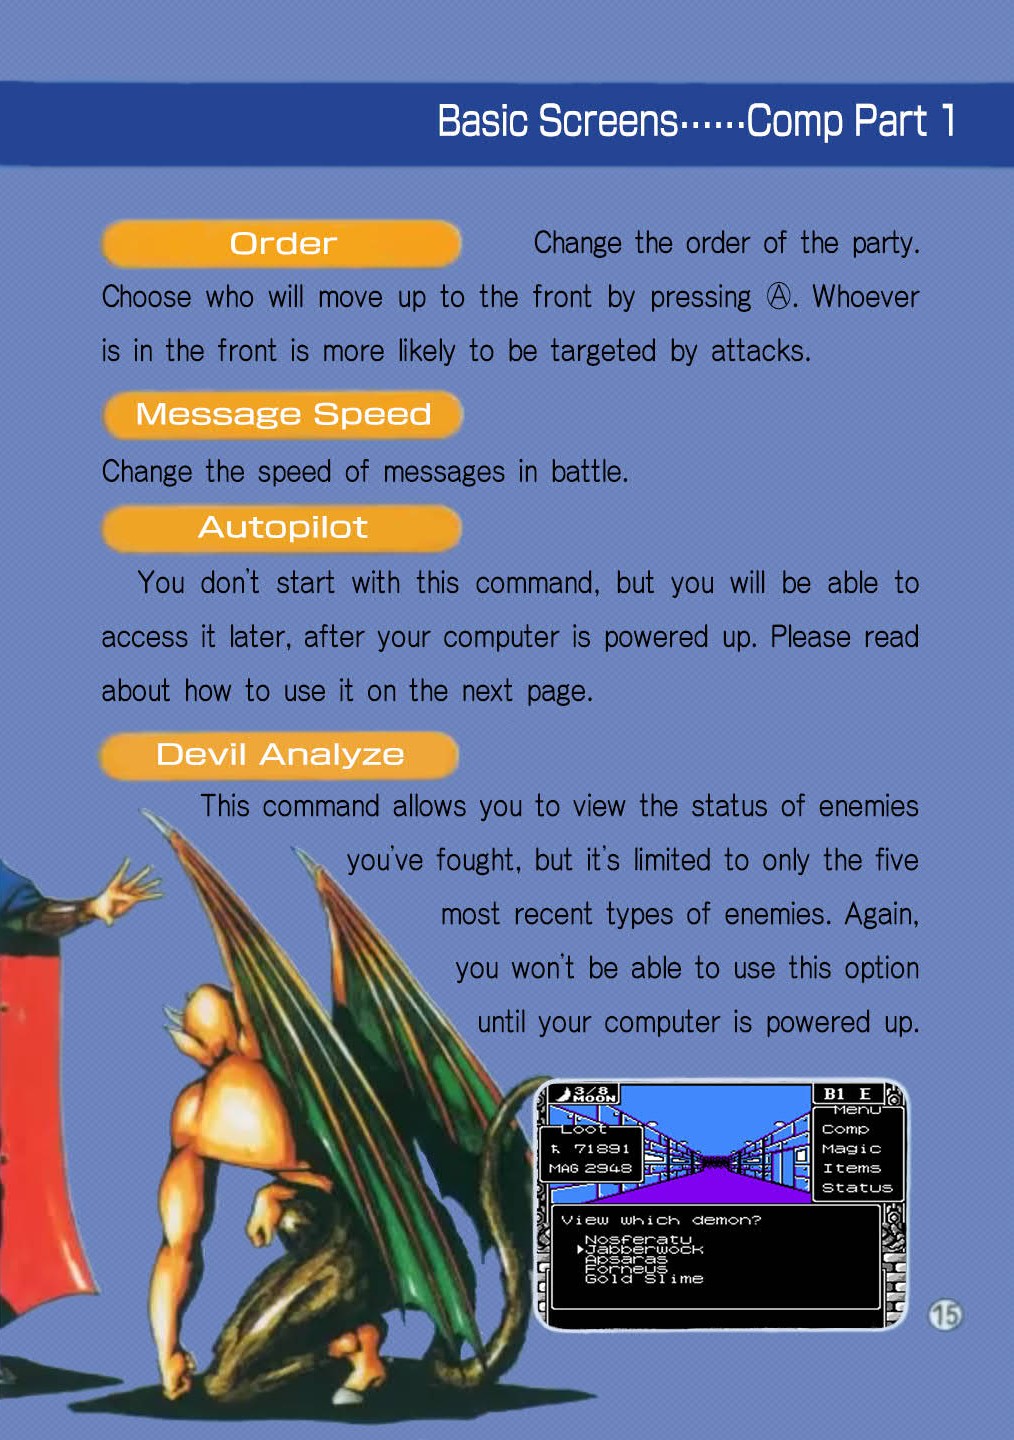 Basic Screens……Comp Part 1
Order
Change the order of the party.
Choose who will move up to the front by pressing Ⓐ. Whoever
is in the front is more likely to be targeted by attacks.
Message Speed
Change the speed of messages in battle.
Autopilot
You don't start with this command, but you will be able to
access it later, after your computer is powered up. Please read
about how to use it on the next page.
Devil Analyze
This command allows you to view the status of enemies
you've fought, but it's limited to only the five
most recent types of enemies. Again,
you won't be able to use this option
until your computer is powered up.
3/8
MOON
B1 E
Menu
Comp
Magic
Items
Status
Loot
71891
MAG 2948
View which demon?
Nosferatu
Jabberwock
Apsaras
Forneus
Gold Slime
15